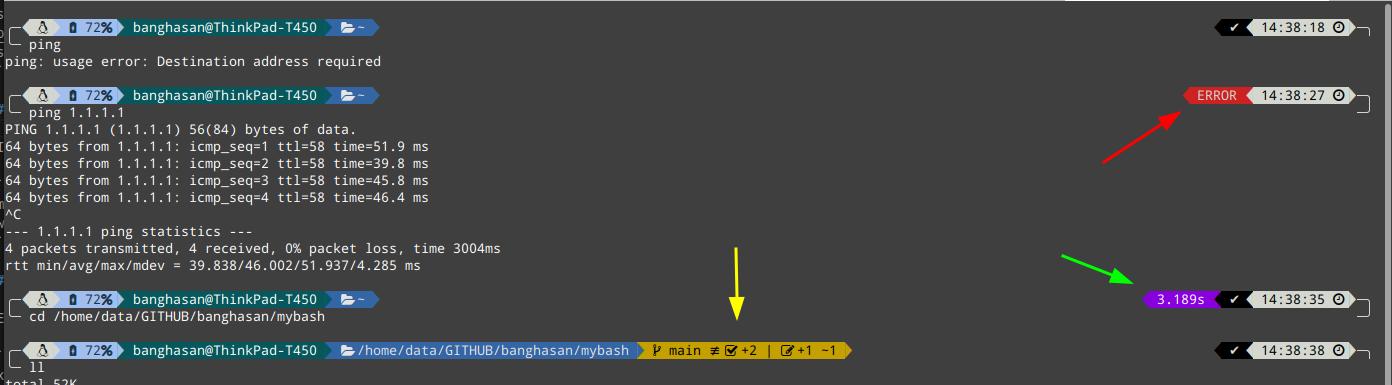 72% banghasan@ThinkPad-T450 ~ ✔ 14:38:18
ping
ping: usage error: Destination address required
72% banghasan@ThinkPad-T450 ~ ERROR 14:38:27
ping 1.1.1.1
PING 1.1.1.1 (1.1.1.1) 56(84) bytes of data.
64 bytes from 1.1.1.1: icmp_seq=1 ttl=58 time=51.9 ms
64 bytes from 1.1.1.1: icmp_seq=2 ttl=58 time=39.8 ms
64 bytes from 1.1.1.1: icmp_seq=3 ttl=58 time=45.8 ms
64 bytes from 1.1.1.1: icmp_seq=4 ttl=58 time=46.4 ms
^C
--- 1.1.1.1 ping statistics ---
4 packets transmitted, 4 received, 0% packet loss, time 3004ms
rtt min/avg/max/mdev = 39.838/46.002/51.937/4.285 ms
72% banghasan@ThinkPad-T450 ~ 3.189s ✔ 14:38:35
cd /home/data/GITHUB/banghasan/mybash
72% banghasan@ThinkPad-T450 /home/data/GITHUB/banghasan/mybash main ≢ +2 | +1 ~1 ✔ 14:38:38
ll
total 52K